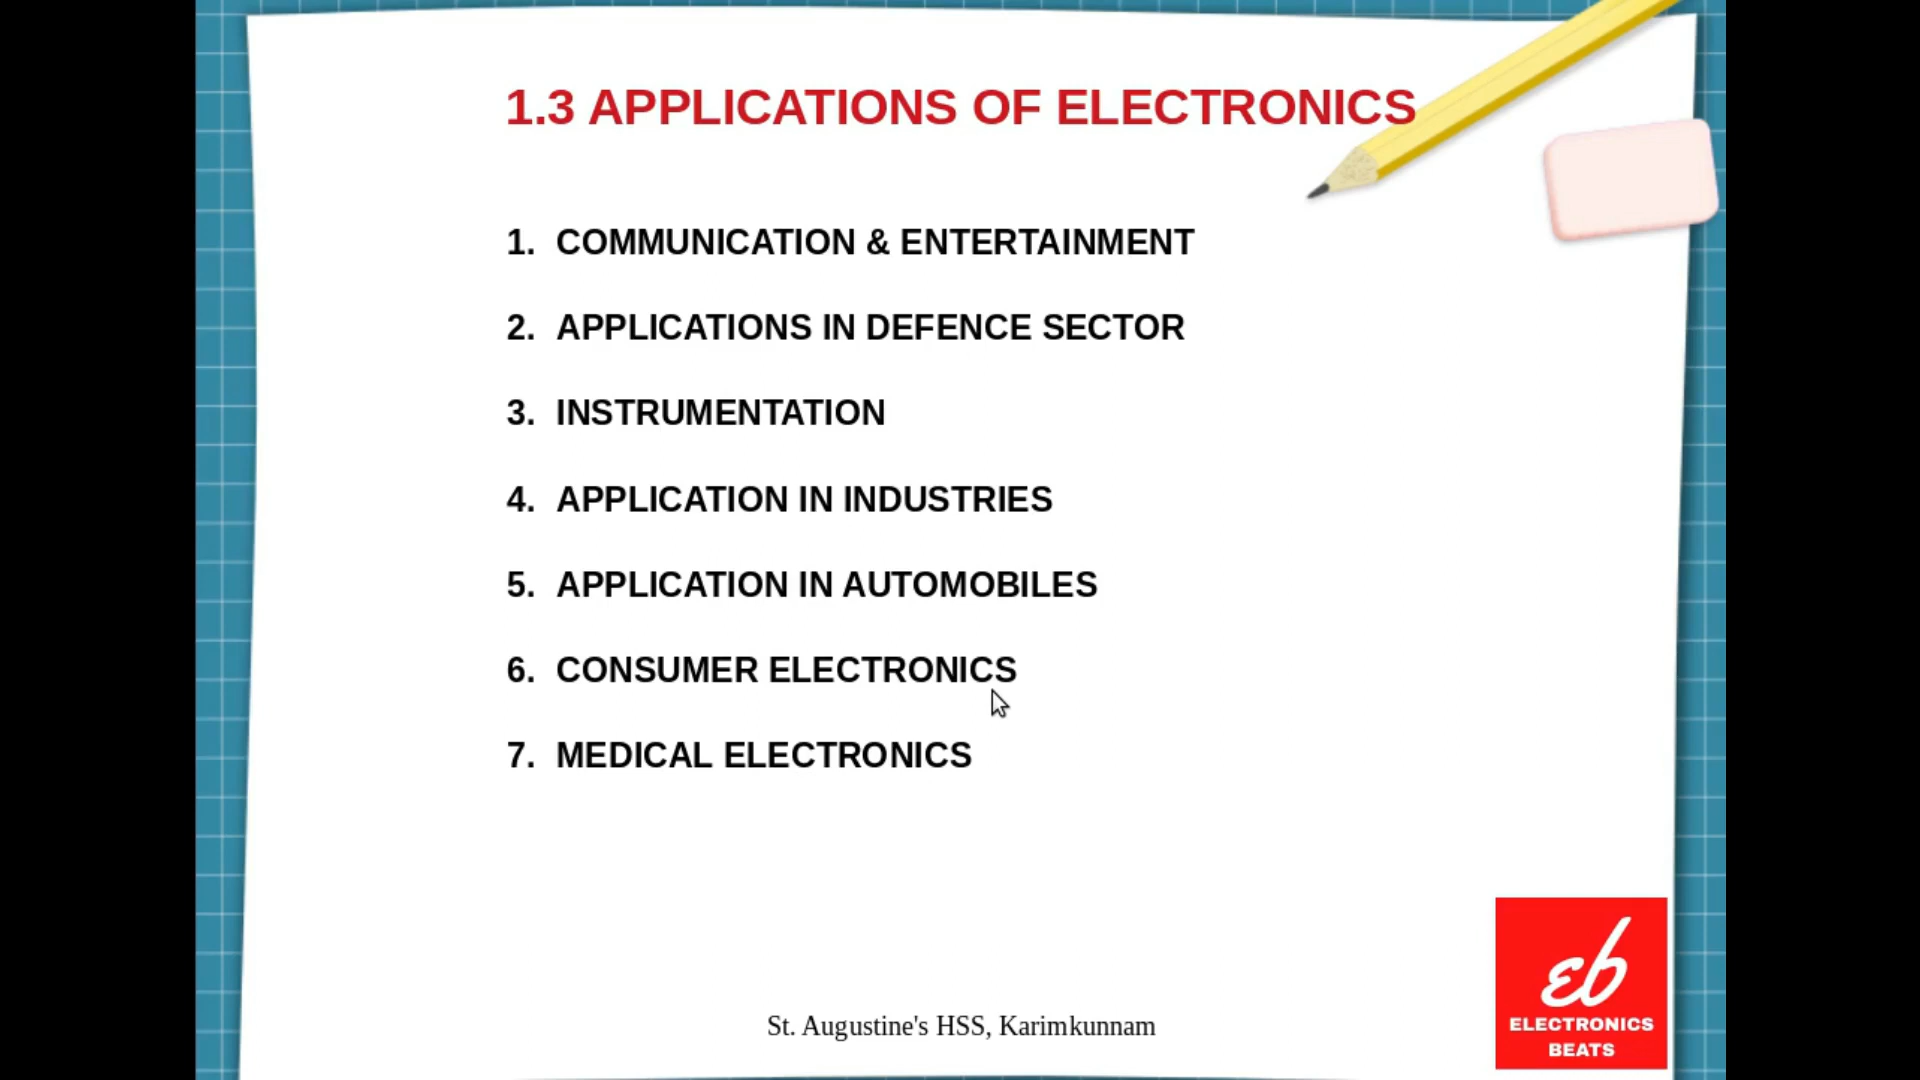 1.3 APPLICATIONS OF ELECTRONICS
1. COMMUNICATION & ENTERTAINMENT
2. APPLICATIONS IN DEFENCE SECTOR
3. INSTRUMENTATION
4. APPLICATION IN INDUSTRIES
5. APPLICATION IN AUTOMOBILES
6. CONSUMER ELECTRONICS
7. MEDICAL ELECTRONICS
St. Augustine's HSS, Karimkunnam
eb
ELECTRONICS
BEATS